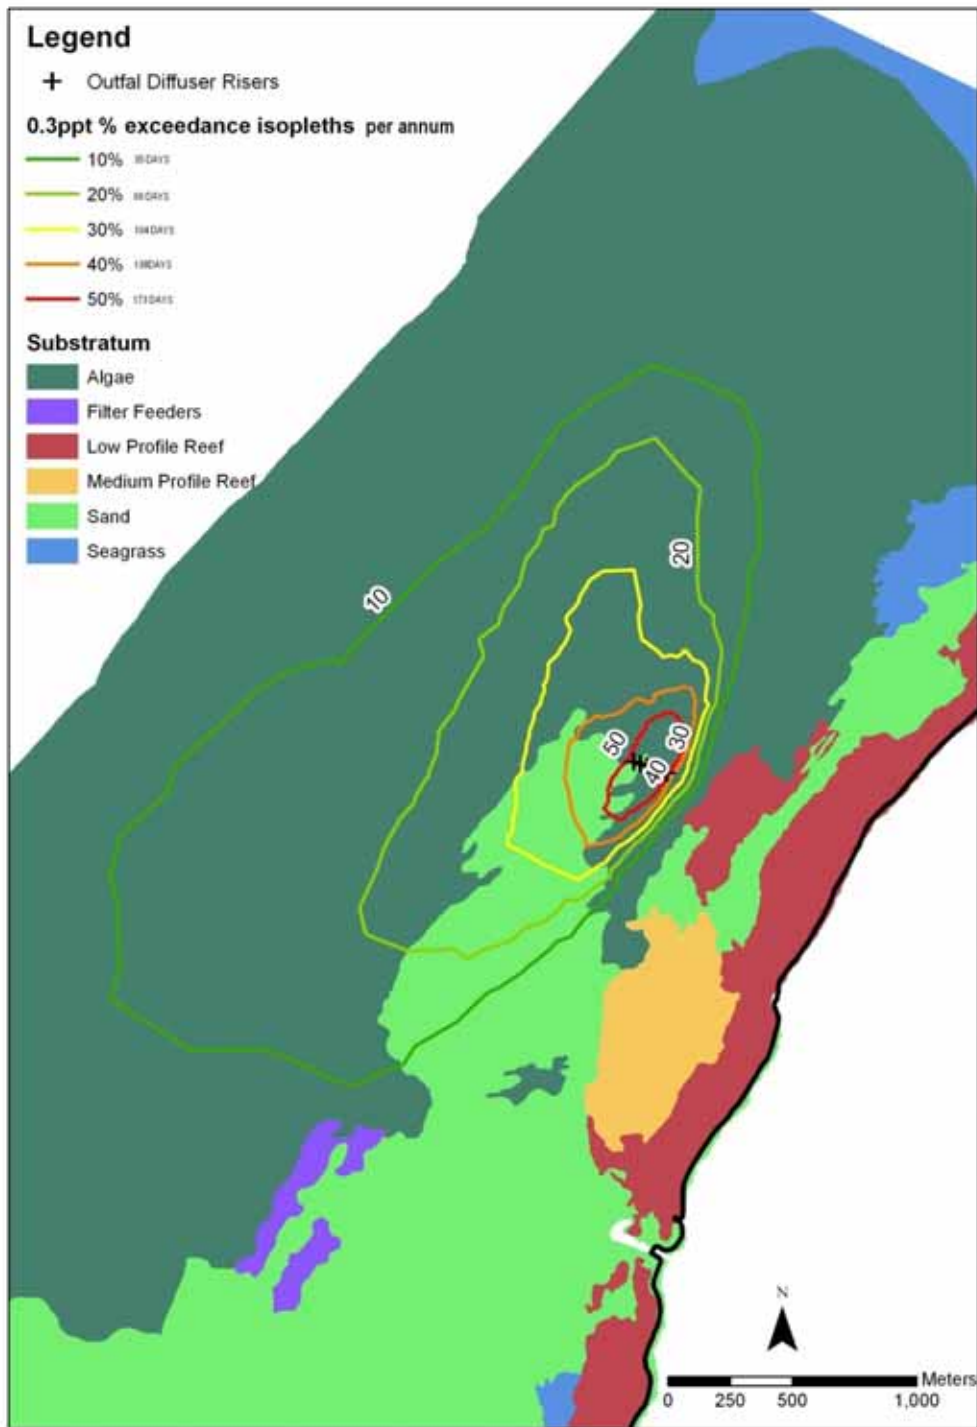 Legend
Outfal Diffuser Risers
0.3ppt % exceedance isopleths per annum
10%
20%
30%
40%
50% 173 DAYS
Substratum
Algae
Filter Feeders
Low Profile Reef
Medium Profile Reef
Sand
Seagrass
10
20
30
50
40
N
Meters
0 250 500 1,000